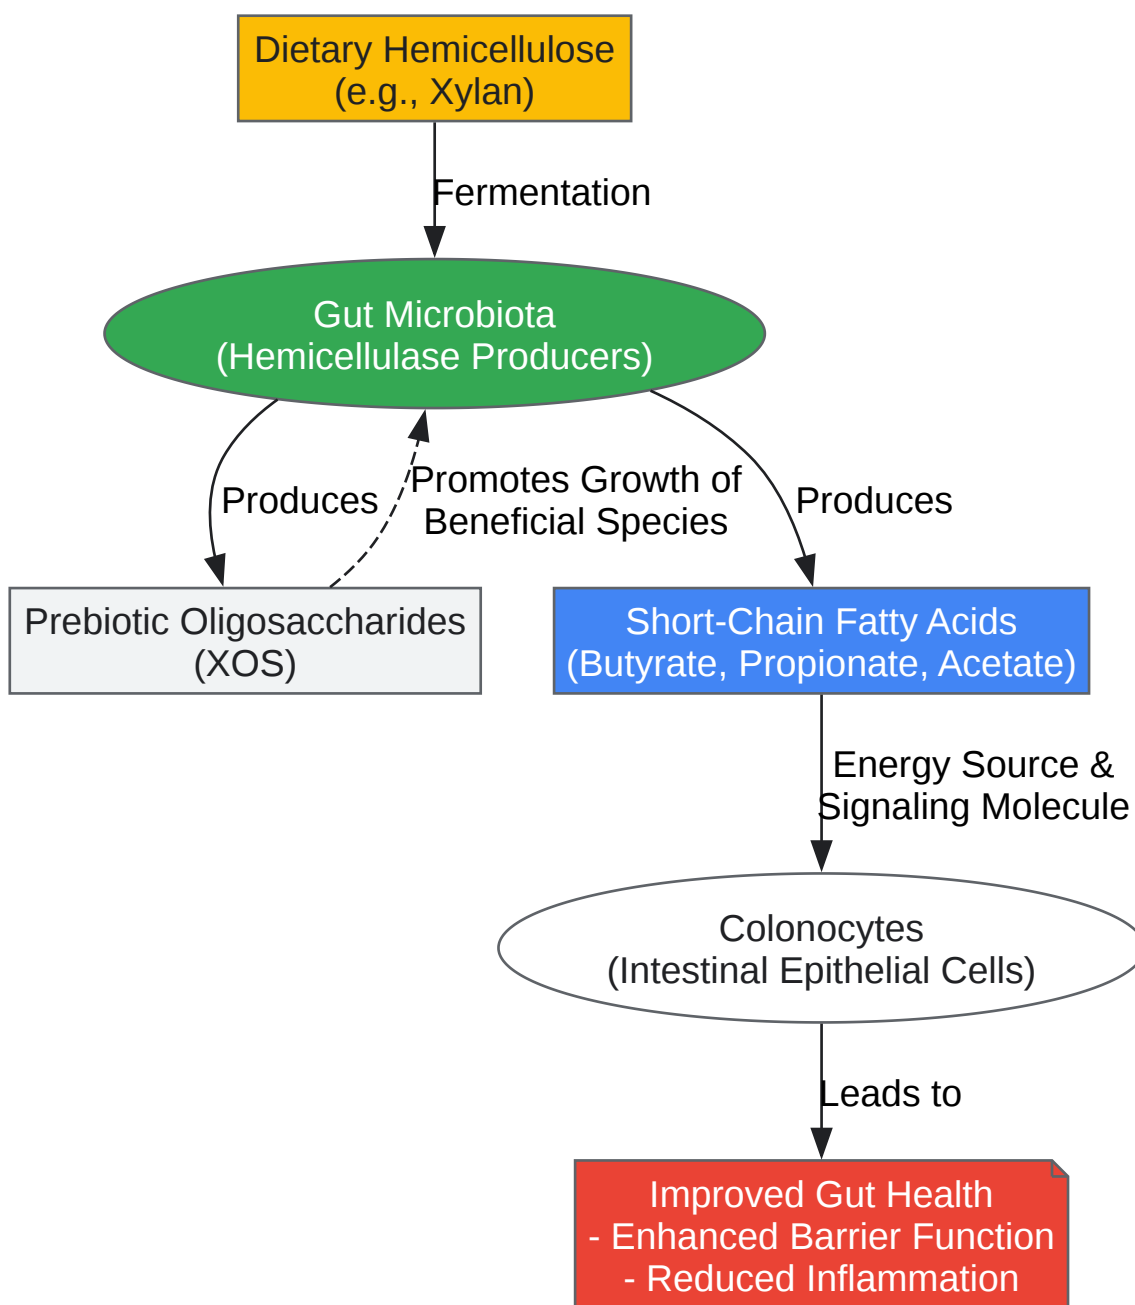 Dietary Hemicellulose
(e.g., Xylan)
Fermentation
Gut Microbiota
(Hemicellulase Producers)
Produces
Promotes Growth of
Beneficial Species
Produces
Prebiotic Oligosaccharides
(XOS)
Short-Chain Fatty Acids
(Butyrate, Propionate, Acetate)
Energy Source &
Signaling Molecule
Colonocytes
(Intestinal Epithelial Cells)
Leads to
Improved Gut Health
- Enhanced Barrier Function
- Reduced Inflammation